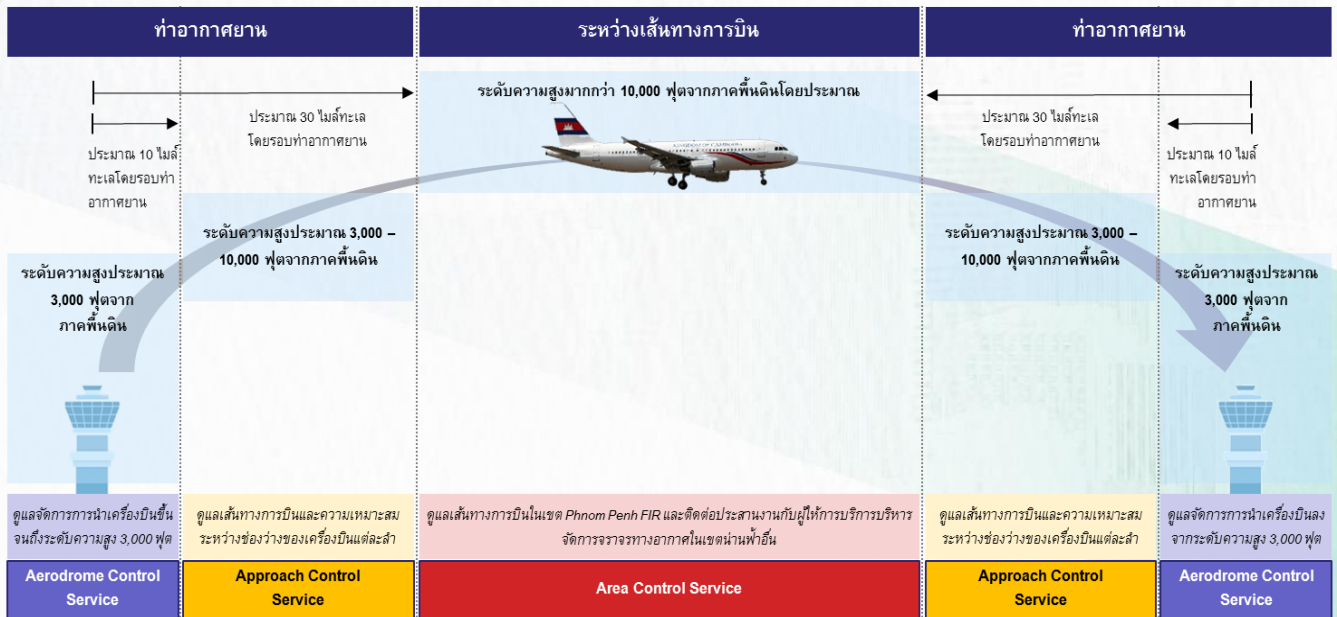 ท่าอากาศยาน
ระหว่างเส้นทางการบิน
ท่าอากาศยาน
ประมาณ 30 ไมล์ทะเล
โดยรอบท่าอากาศยาน
ประมาณ 10 ไมล์
ทะเลโดยรอบท่า
อากาศยาน
ระดับความสูงมากกว่า 10,000 ฟุตจากภาคพื้นดินโดยประมาณ
ประมาณ 30 ไมล์ทะเล
โดยรอบท่าอากาศยาน
ประมาณ 10 ไมล์
ทะเลโดยรอบท่า
อากาศยาน
ระดับความสูงประมาณ
3,000 ฟุตจาก
ภาคพื้นดิน
ระดับความสูงประมาณ 3,000 –
10,000 ฟุตจากภาคพื้นดิน
ระดับความสูงประมาณ 3,000 –
10,000 ฟุตจากภาคพื้นดิน
ระดับความสูงประมาณ
3,000 ฟุตจาก
ภาคพื้นดิน
ดูแลจัดการการนำเครื่องบินขึ้น
จนถึงระดับความสูง 3,000 ฟุต
ดูแลเส้นทางการบินและความเหมาะสม
ระหว่างช่องว่างของเครื่องบินแต่ละลำ
ดูแลเส้นทางการบินในเขต Phnom Penh FIR และติดต่อประสานงานกับผู้ให้การบริการบริหาร
จัดการจราจรทางอากาศในเขตน่านฟ้าอื่น
ดูแลเส้นทางการบินและความเหมาะสม
ระหว่างช่องว่างของเครื่องบินแต่ละลำ
ดูแลจัดการการนำเครื่องบินลง
จากระดับความสูง 3,000 ฟุต
Aerodrome Control
Service
Approach Control
Service
Area Control Service
Approach Control
Service
Aerodrome Control
Service